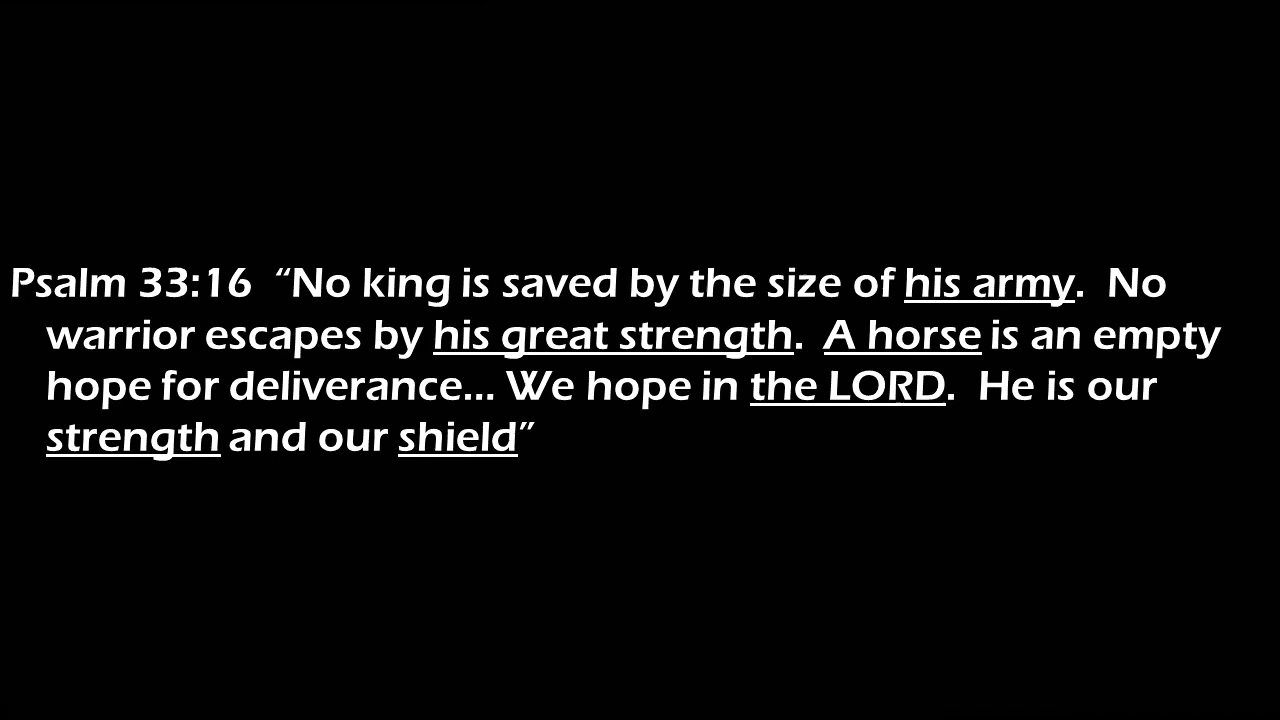 Psalm 33:16  “No king is saved by the size of his army.  No
warrior escapes by his great strength.  A horse is an empty
hope for deliverance... We hope in the LORD.  He is our
strength and our shield”